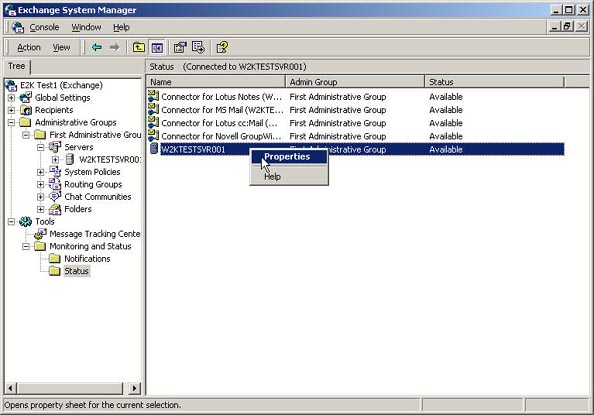 Exchange System Manager
Console Window Help
Action View
Tree
Status (Connected to W2KTESTSVR001)
Name Admin Group Status
E2K Test1 (Exchange)
Global Settings
Recipients
Administrative Groups
First Administrative Grou
Servers
W2KTESTSVR00
System Policies
Routing Groups
Chat Communities
Folders
Tools
Message Tracking Cente
Monitoring and Status
Notifications
Status
Connector for Lotus Notes (W... First Administrative Group Available
Connector for MS Mail (W2KTE... First Administrative Group Available
Connector for Lotus cc:Mail (... First Administrative Group Available
Connector for Novell GroupWi... First Administrative Group Available
W2KTESTSVR001 First Administrative Group Available
Properties
Help
Opens property sheet for the current selection.